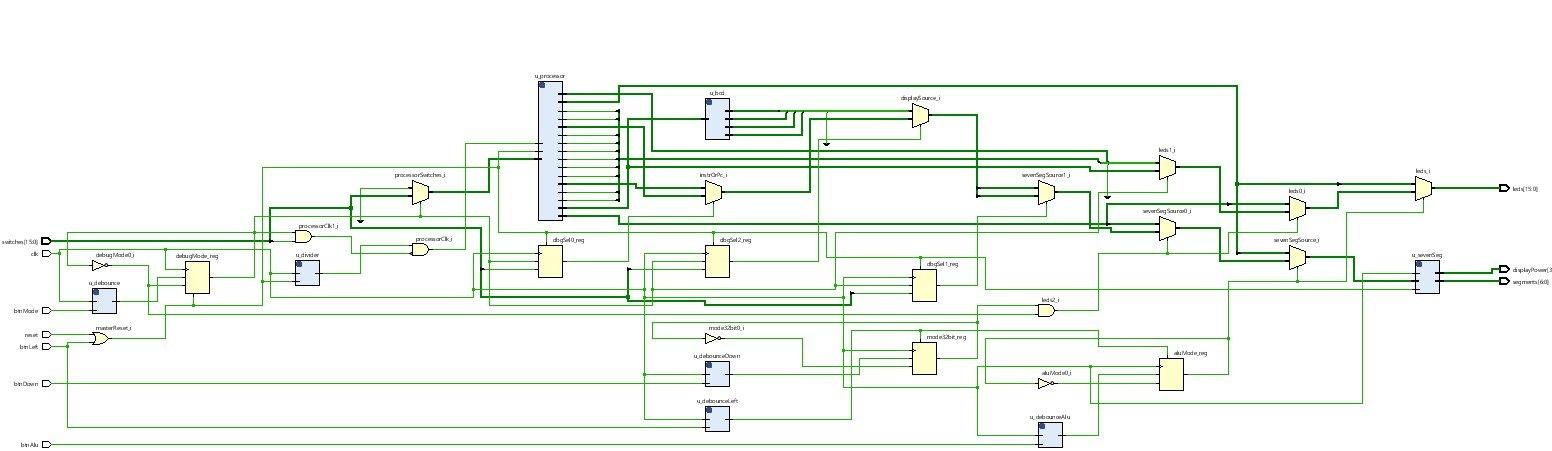 u_processor
u_bcd
displaySource_i
leds1_i
processorSwitches_i
instrOrPc_i
sevenSegSource1_i
leds_i
leds[15:0]
leds0_i
sevenSegSource0_i
processorClk1_i
switches[15:0]
processorClk_i
dbgSel0_reg
dbgSel2_reg
sevenSegSource_i
clk
debugMode0_i
debugMode_reg
u_divider
dbgSel1_reg
u_sevenSeg
displayPower[3
segments[6:0]
u_debounce
leds2_i
btnMode
masterReset_i
mode32bit0_i
reset
mode32bit_reg
btnLeft
u_debounceDown
aluMode_reg
aluMode0_i
btnDown
u_debounceLeft
u_debounceAlu
btnAlu